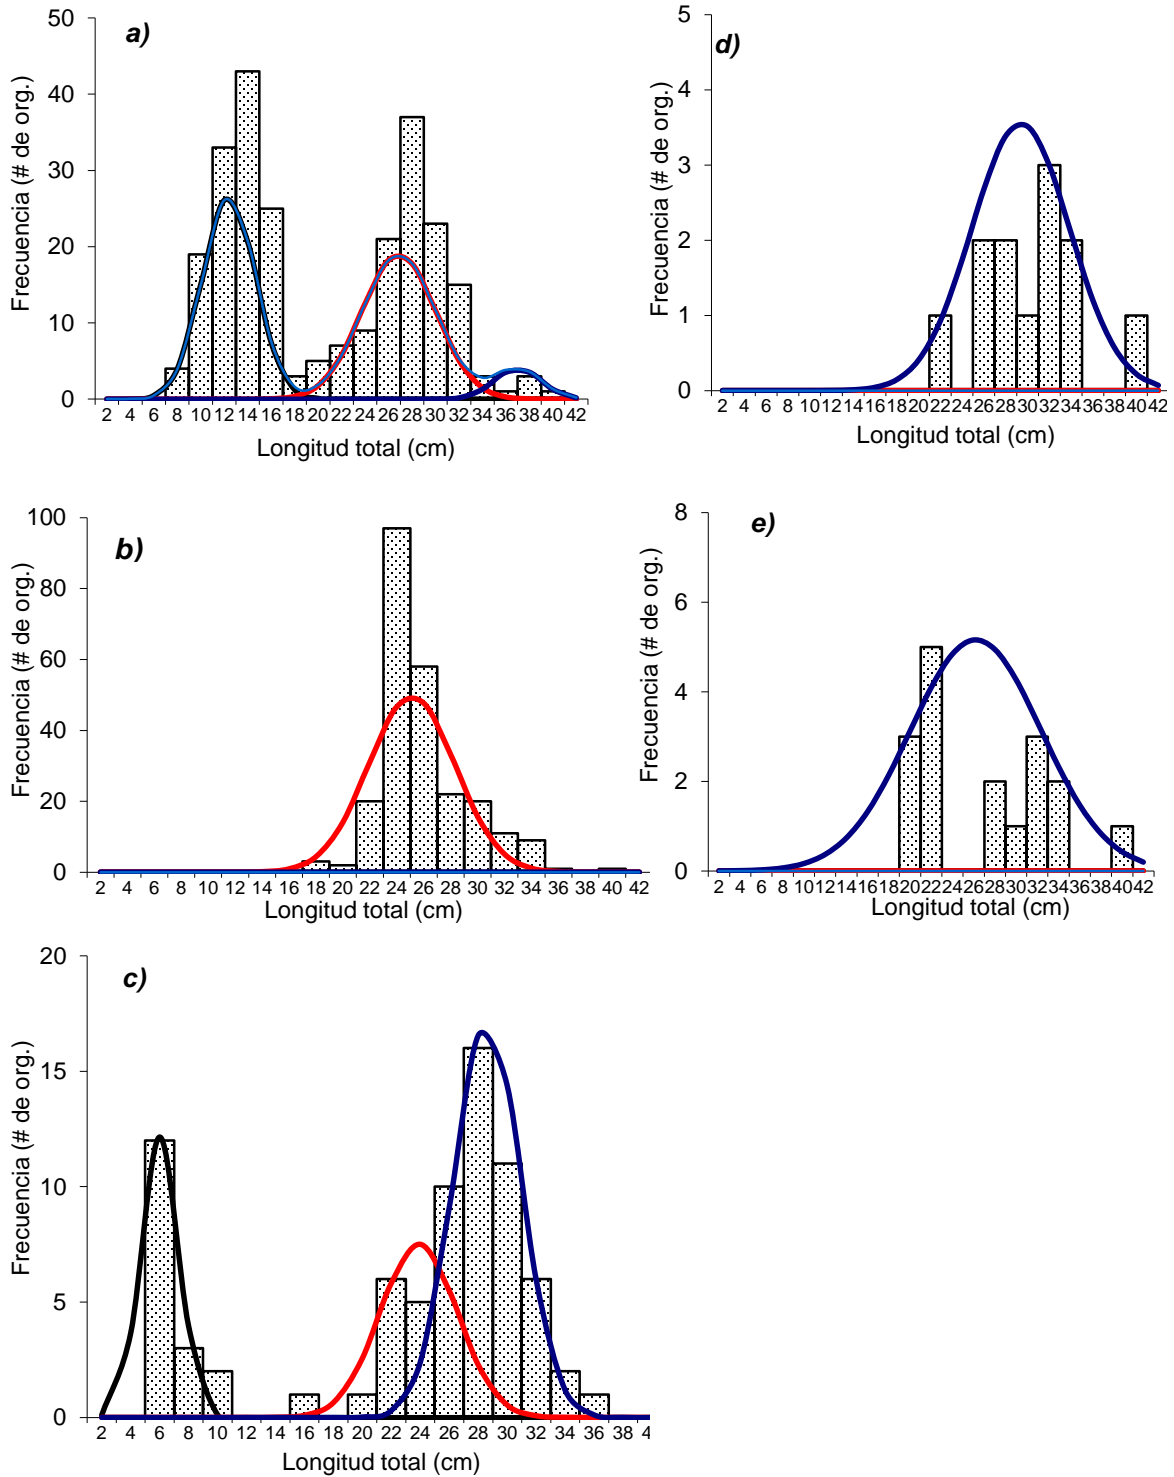 a)
Frecuencia (# de org.)
50
40
30
20
10
0
2 4 6 8 10 12 14 16 18 20 22 24 26 28 30 32 34 36 38 40 42
Longitud total (cm)
d)
Frecuencia (# de org.)
5
4
3
2
1
0
2 4 6 8 10 12 14 16 18 20 22 24 26 28 30 32 34 36 38 40 42
Longitud total (cm)
b)
Frecuencia (# de org.)
100
80
60
40
20
0
2 4 6 8 10 12 14 16 18 20 22 24 26 28 30 32 34 36 38 40 42
Longitud total (cm)
e)
Frecuencia (# de org.)
8
6
4
2
0
2 4 6 8 10 12 14 16 18 20 22 24 26 28 30 32 34 36 38 40 42
Longitud total (cm)
c)
Frecuencia (# de org.)
20
15
10
5
0
2 4 6 8 10 12 14 16 18 20 22 24 26 28 30 32 34 36 38 4
Longitud total (cm)